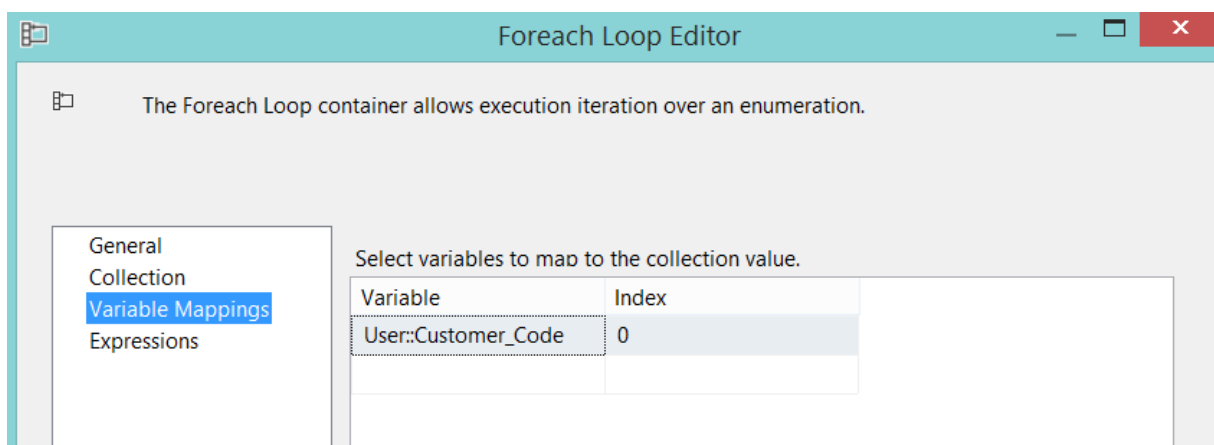 Foreach Loop Editor
The Foreach Loop container allows execution iteration over an enumeration.
General
Collection
Variable Mappings
Expressions
Select variables to map to the collection value.
Variable Index
User::Customer_Code 0